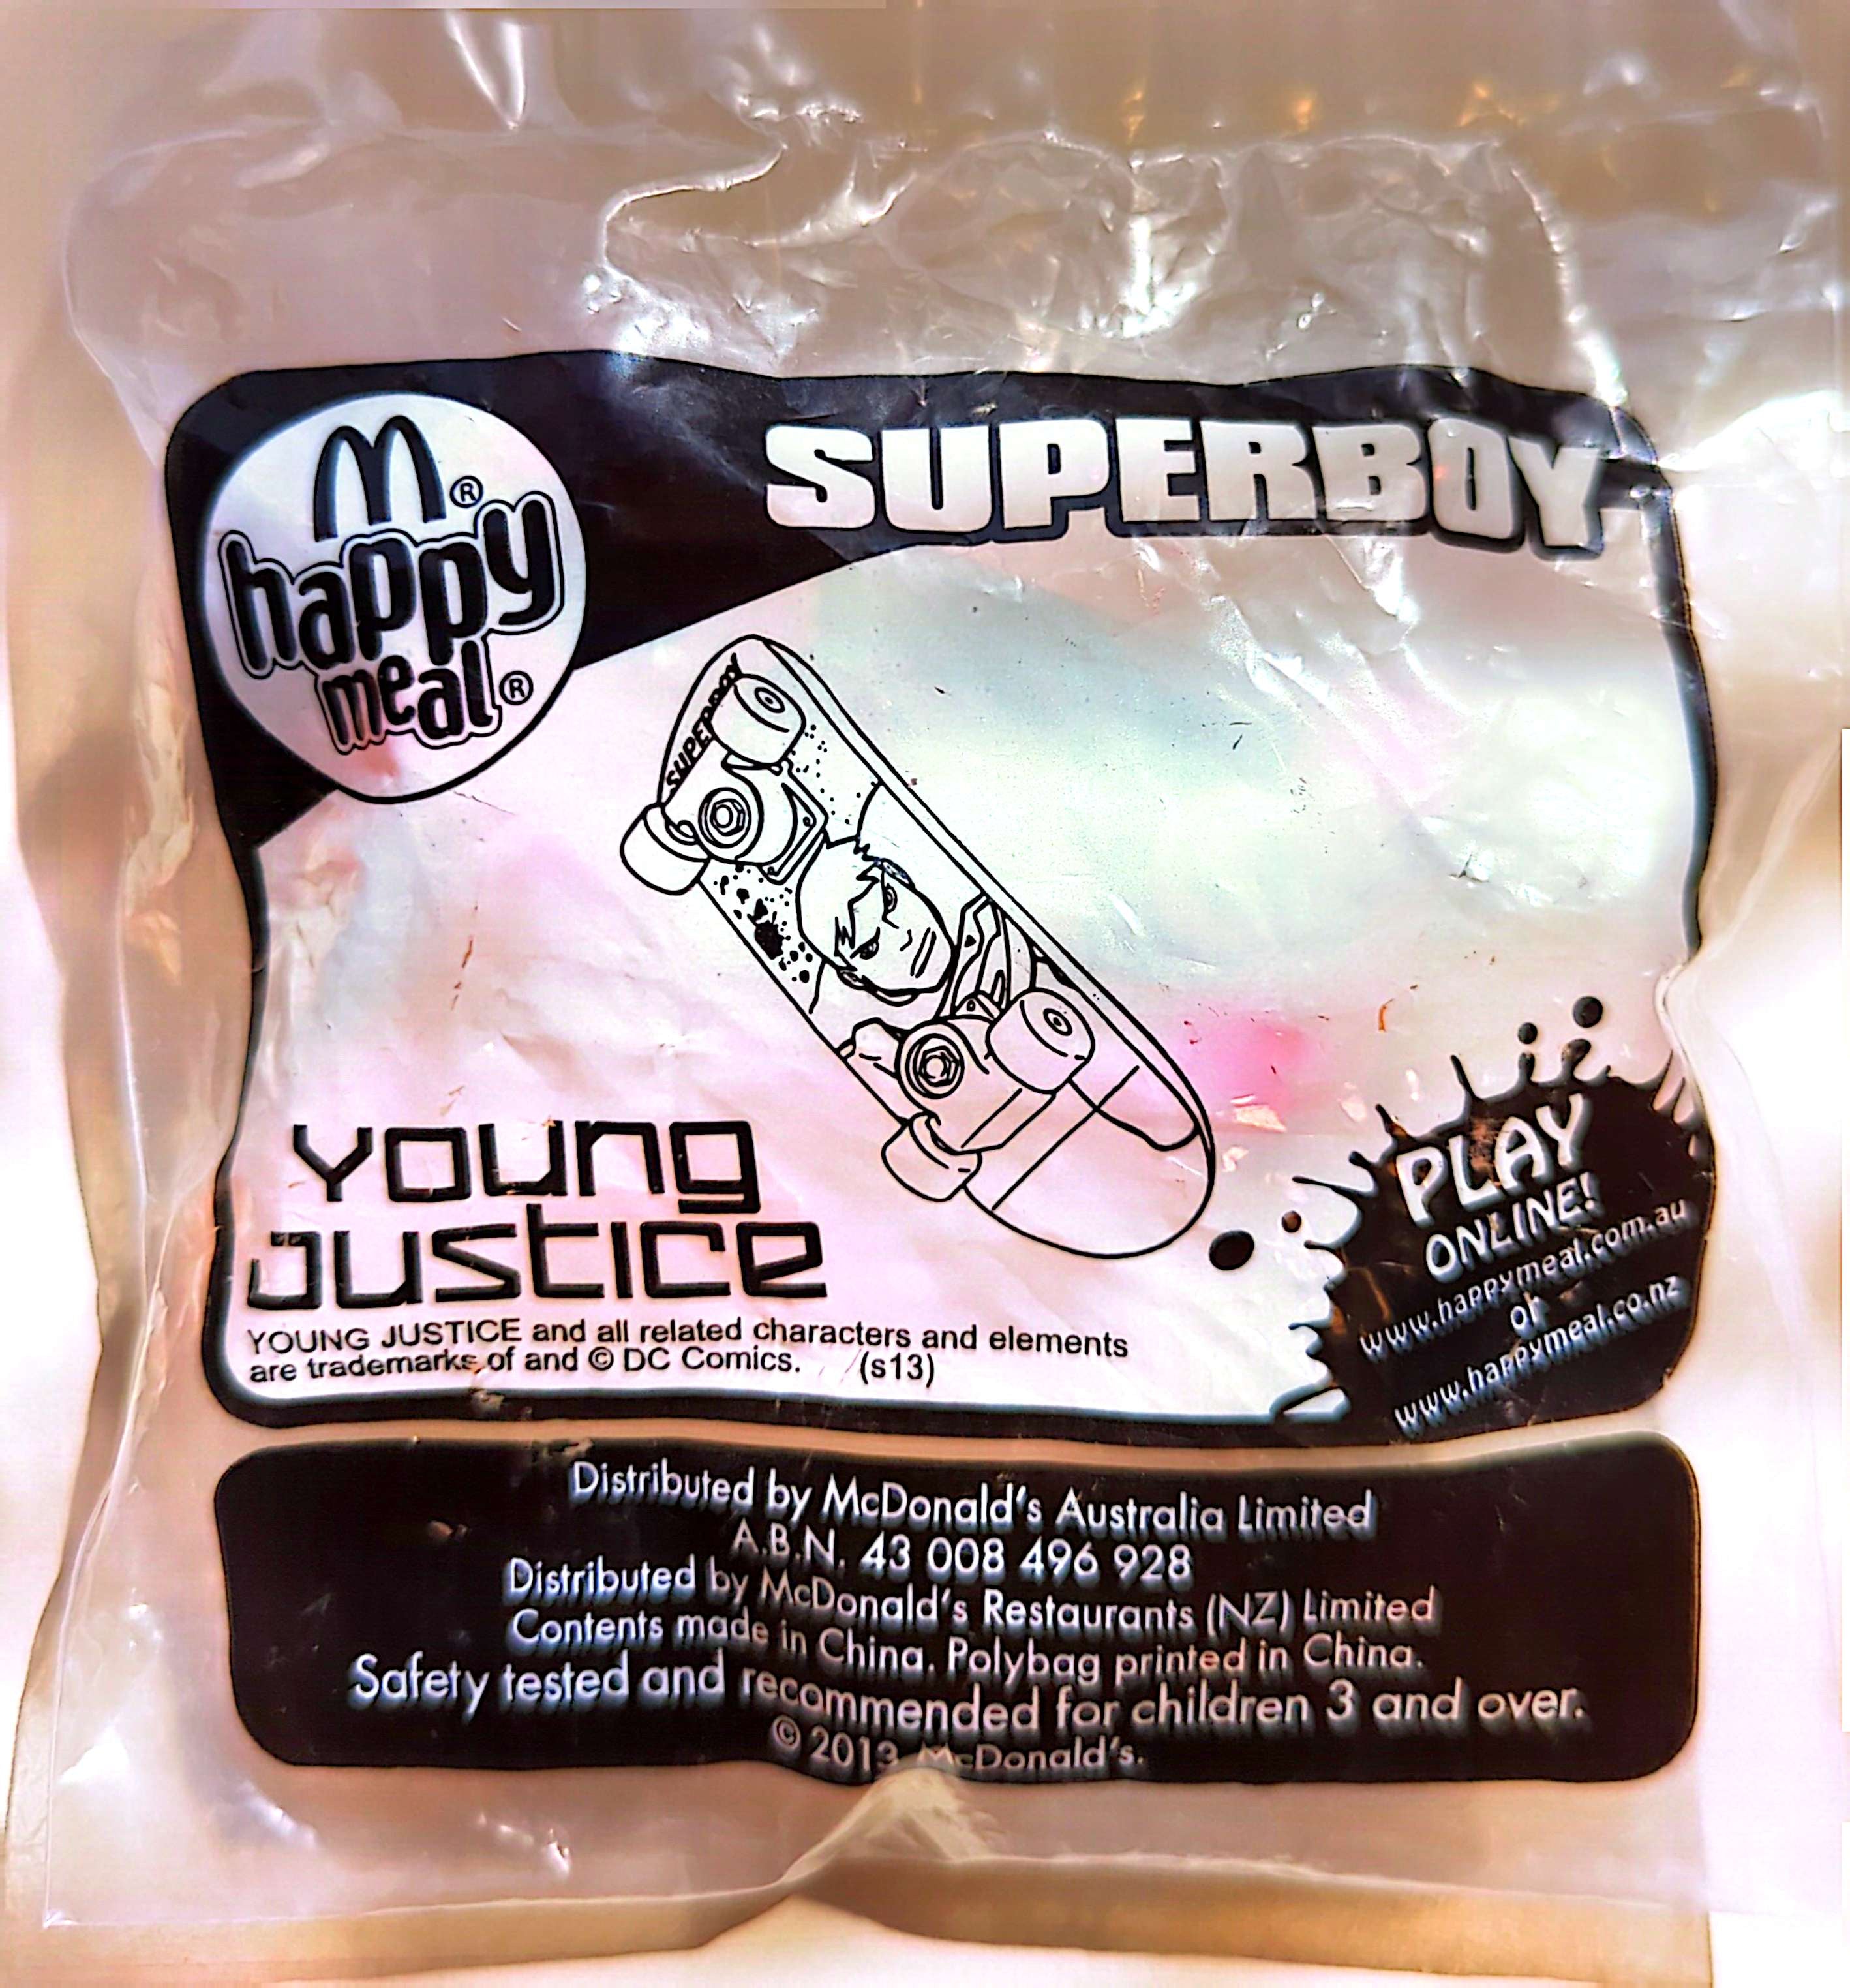 M®
happy
meal®
SUPERBOY
SUPERBOY
young
justice
YOUNG JUSTICE and all related characters and elements
are trademarks of and © DC Comics. (s13)
PLAY
ONLINE!
www.happymeal.com.au
or
www.happymeal.co.nz
Distributed by McDonald's Australia Limited
A.B.N. 43 008 496 928
Distributed by McDonald's Restaurants (NZ) Limited
Contents made in China. Polybag printed in China.
Safety tested and recommended for children 3 and over.
© 2013 McDonald's.